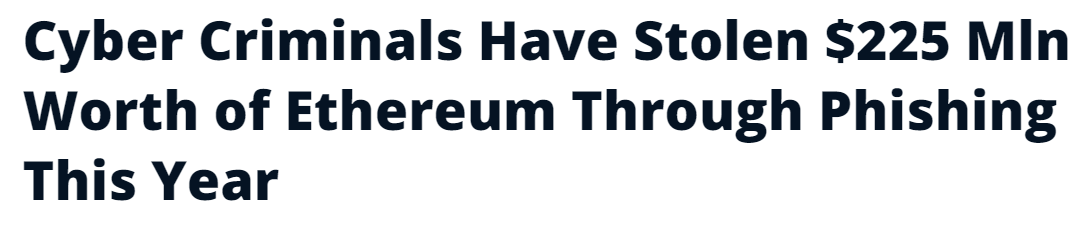 Cyber Criminals Have Stolen $225 Mln
Worth of Ethereum Through Phishing
This Year